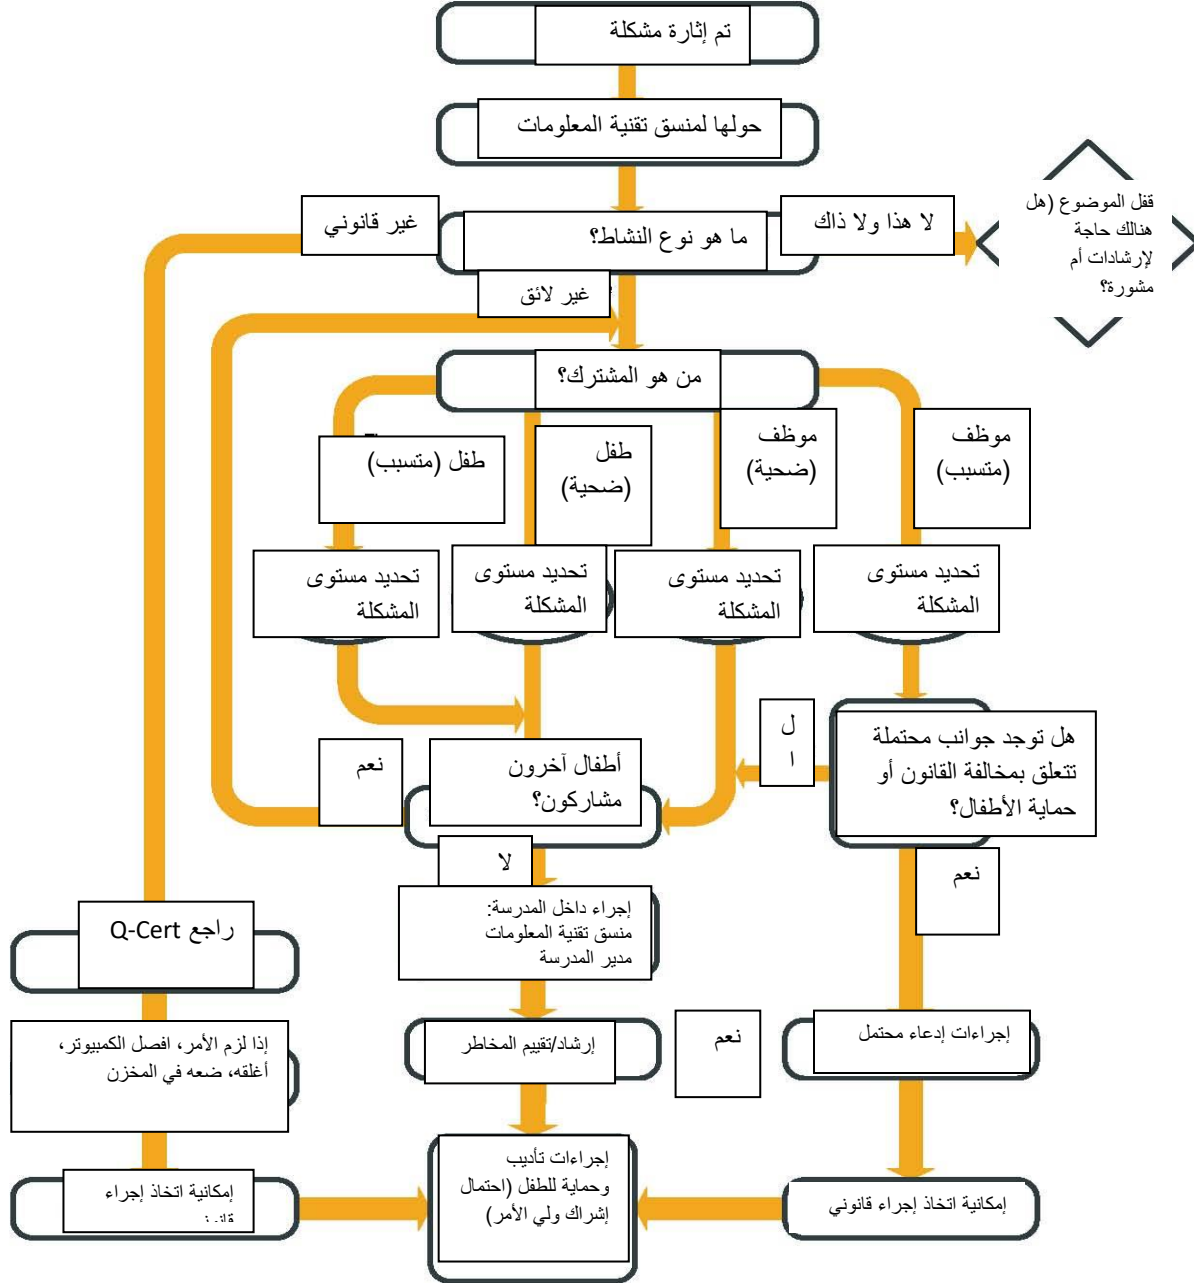 تم إثارة مشكلة
حولها لمنسق تقنية المعلومات
غير قانوني
ما هو نوع النشاط؟
لا هذا ولا ذاك
قفل الموضوع (هل
هنالك حاجة
لإرشادات أم
مشورة؟
غير لائق
من هو المشترك؟
موظف
(متسبب)
موظف
(ضحية)
طفل
(ضحية)
طفل (متسبب)
تحديد مستوى
المشكلة
تحديد مستوى
المشكلة
تحديد مستوى
المشكلة
تحديد مستوى
المشكلة
هل توجد جوانب محتملة
تتعلق بمخالفة القانون أو
حماية الأطفال؟
ل
ا
أطفال آخرون
مشاركون؟
نعم
لا
نعم
إجراء داخل المدرسة:
منسق تقنية المعلومات
مدير المدرسة
راجع Q-Cert
إجراءات إدعاء محتمل
نعم
إرشاد/تقييم المخاطر
إذا لزم الأمر، افصل الكمبيوتر،
أغلقه، ضعه في المخزن
إمكانية اتخاذ إجراء قانوني
إجراءات تأديب
وحماية للطفل (احتمال
إشراك ولي الأمر)
إمكانية اتخاذ إجراء